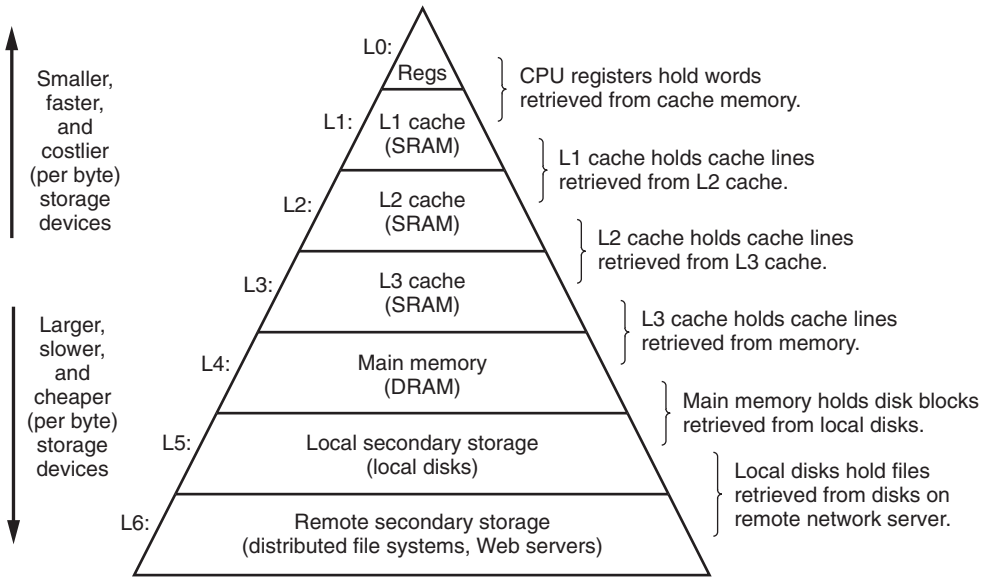 Smaller,
faster,
and
costlier
(per byte)
storage
devices
Larger,
slower,
and
cheaper
(per byte)
storage
devices
L0:
Regs
L1:
L1 cache
(SRAM)
L2:
L2 cache
(SRAM)
L3:
L3 cache
(SRAM)
L4:
Main memory
(DRAM)
L5:
Local secondary storage
(local disks)
L6:
Remote secondary storage
(distributed file systems, Web servers)
CPU registers hold words
retrieved from cache memory.
L1 cache holds cache lines
retrieved from L2 cache.
L2 cache holds cache lines
retrieved from L3 cache.
L3 cache holds cache lines
retrieved from memory.
Main memory holds disk blocks
retrieved from local disks.
Local disks hold files
retrieved from disks on
remote network server.